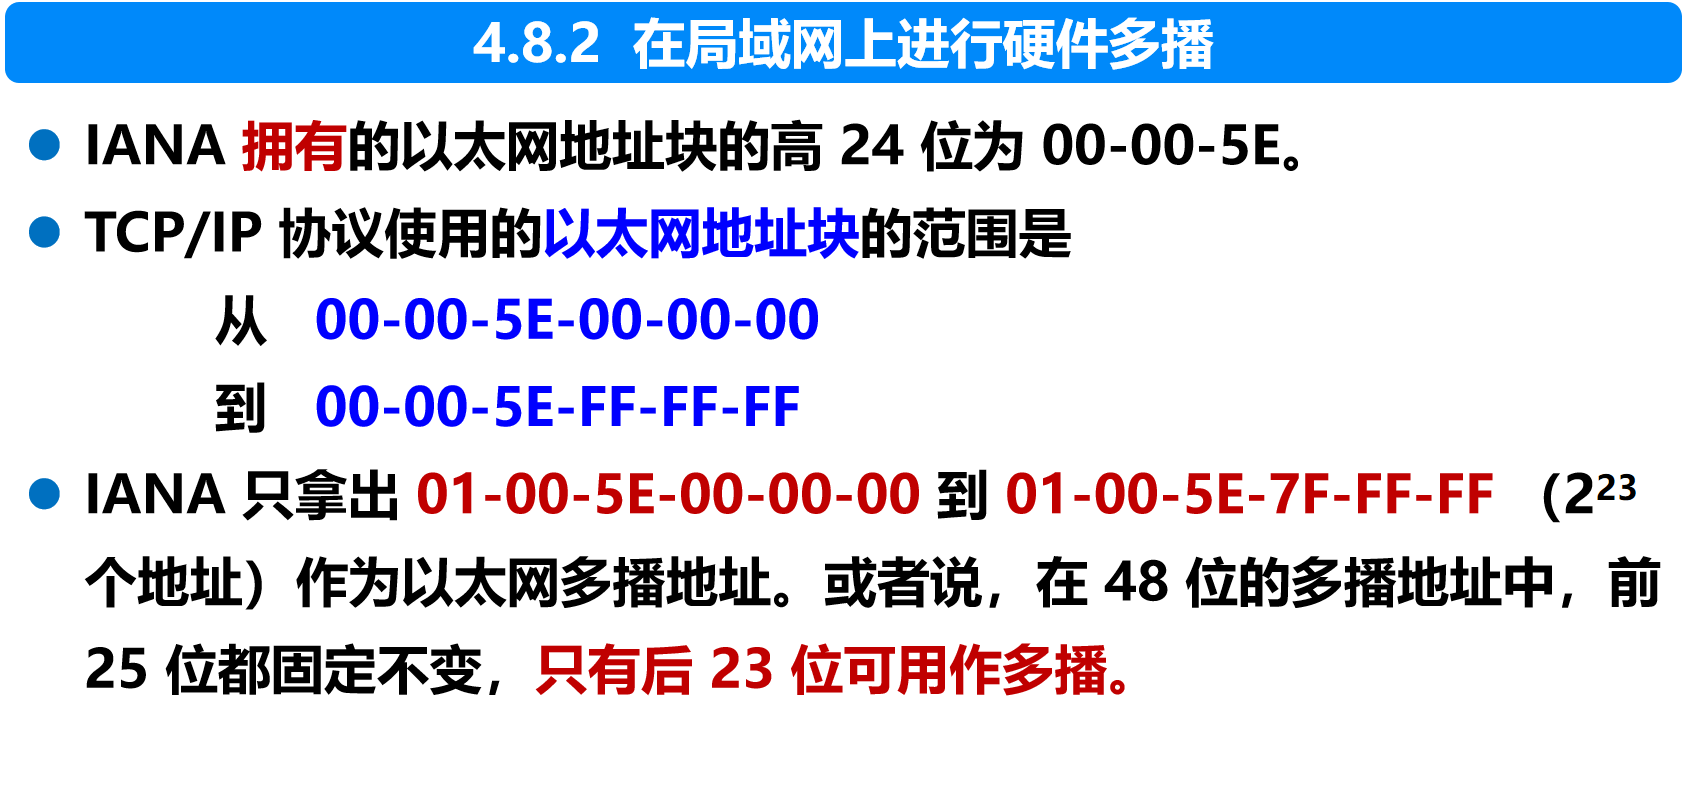 4.8.2 在局域网上进行硬件多播
● IANA 拥有的以太网地址块的高 24 位为 00-00-5E。
● TCP/IP 协议使用的以太网地址块的范围是
从 00-00-5E-00-00-00
到 00-00-5E-FF-FF-FF
● IANA 只拿出 01-00-5E-00-00-00 到 01-00-5E-7F-FF-FF （2²³
个地址）作为以太网多播地址。或者说，在 48 位的多播地址中，前
25 位都固定不变，只有后 23 位可用作多播。